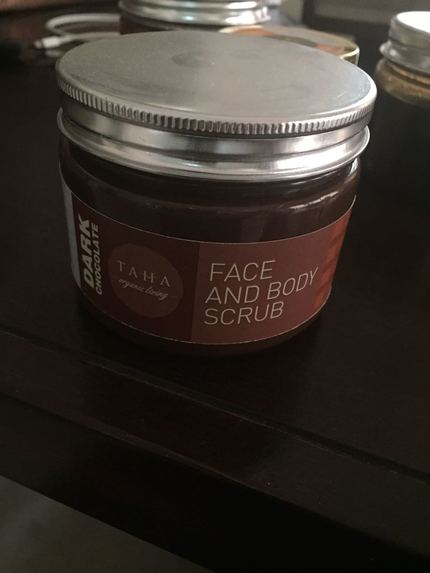 DARK
CHOCOLATE
TAHA
organic living
FACE
AND BODY
SCRUB